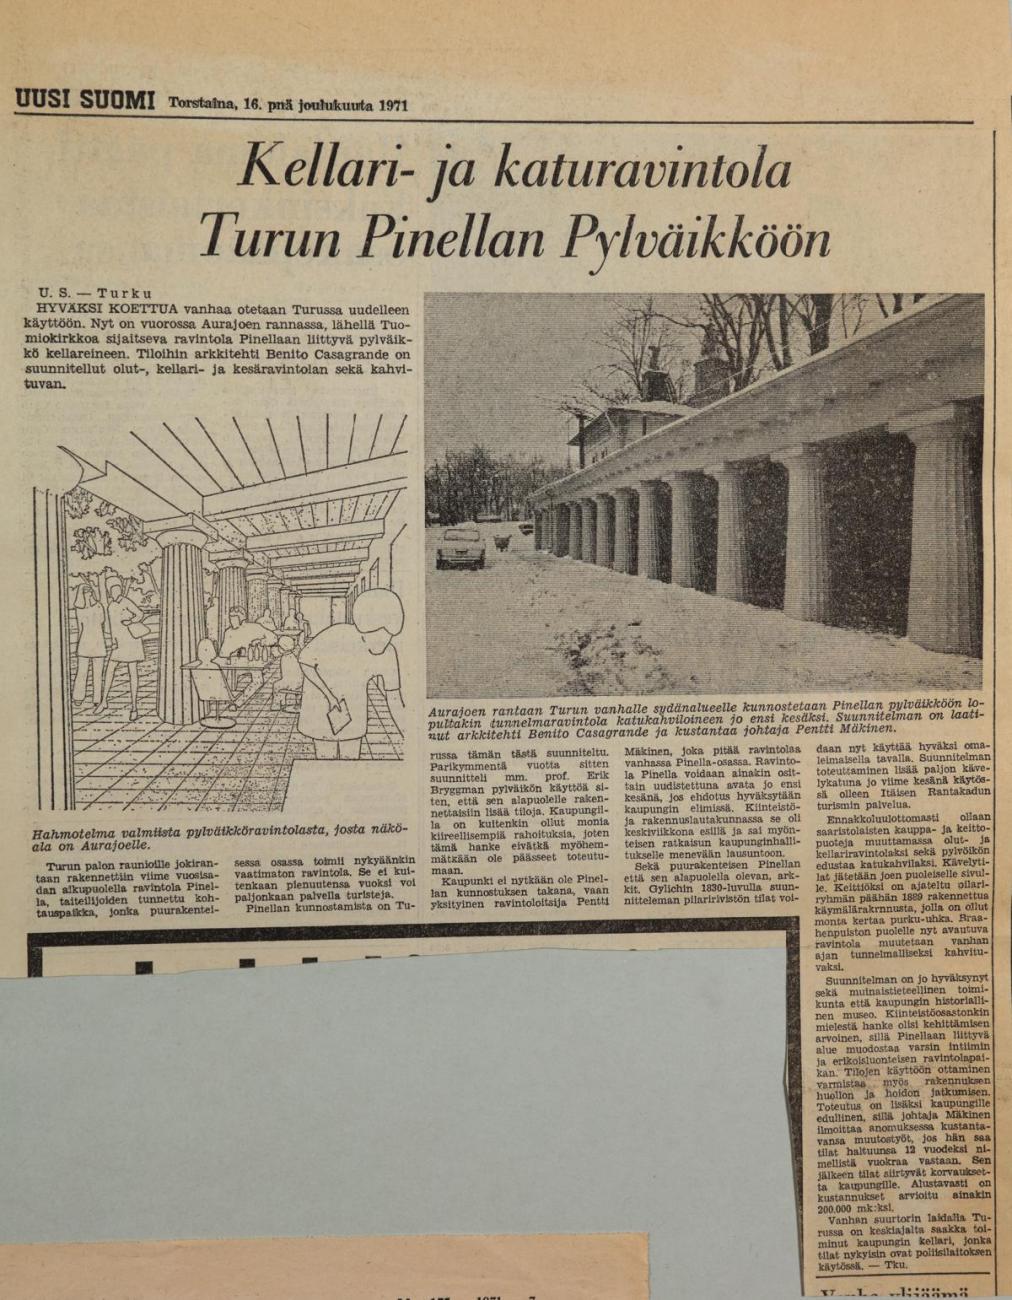 UUSI SUOMI Torstaina, 16. pnä joulukuuta 1971
Kellari- ja katuravintola
Turun Pinellan Pylväikköön
U. S. — Turku
HYVÄKSI KOETTUA vanhaa otetaan Turussa uudelleen
käyttöön. Nyt on vuorossa Aurajoen rannassa, lähellä Tuo-
miokirkkoa sijaitseva ravintola Pinellaan liittyvä pylväik-
kö kellareineen. Tiloihin arkkitehti Benito Casagrande on
suunnitellut olut-, kellari- ja kesäravintolan sekä kahvi-
tuvan.
Hahmotelma valmiista pylväikköravintolasta, josta näkö-
ala on Aurajoelle.
Aurajoen rantaan Turun vanhalle sydänalueelle kunnostetaan Pinellan pylväikköön lo-
pultakin tunnelmaravintola katukahviloineen jo ensi kesäksi. Suunnitelman on laati-
nut arkkitehti Benito Casagrande ja kustantaa johtaja Pentti Mäkinen.
Turun palon raunioille jokiran-
taan rakennettiin viime vuosisa-
dan alkupuolella ravintola Pinel-
la, taiteilijoiden tunnettu koh-
tauspaikka, jonka puurakentei-
sessa osassa toimii nykyäänkin
vaatimaton ravintola. Se ei kui-
tenkaan pienuutensa vuoksi voi
paljonkaan palvella turisteja.
Pinellan kunnostamista on Tu-
russa tämän tästä suunniteltu.
Parikymmentä vuotta sitten
suunnitteli mm. prof. Erik
Bryggman pylväikön käyttöä si-
ten, että sen alapuolelle raken-
nettaisiin lisää tiloja. Kaupungil-
la on kuitenkin ollut monia
kiireellisempiä rahoituksia, joten
tämä hanke eivätkä myöhem-
mätkään ole päässeet toteutu-
maan.
Kaupunki ei nytkään ole Pinel-
lan kunnostuksen takana, vaan
yksityinen ravintoloitsija Pentti
Mäkinen, joka pitää ravintolaa
vanhassa Pinella-osassa. Ravinto-
la Pinella voidaan ainakin osit-
tain uudistettuna avata jo ensi
kesänä, jos ehdotus hyväksytään
kaupungin elimissä. Kiinteistö-
ja rakennuslautakunnassa se oli
keskiviikkona esillä ja sai myön-
teisen ratkaisun kaupunginhalli-
tukselle menevään lausuntoon.
Sekä puurakenteisen Pinellan
että sen alapuolella olevan, ark-
kit. Gylichin 1830-luvulla suun-
nitteleman pilaririvistön tilat voi-
daan nyt käyttää hyväksi oma-
leimaisella tavalla. Suunnitelman
toteuttaminen lisää paljon käve-
lykatuna jo viime kesänä käytös-
sä olleen Itäisen Rantakadun
turismin palvelua.
Ennakkoluulottomasti ollaan
saaristolaisten kauppa- ja keitto-
puoteja muuttamassa olut- ja
kellariravintolaksi sekä pylvöikön
edustaa katukahvilaksi. Kävelyti-
lat jätetään joen puoleiselle sivul-
le. Keittiöksi on ajateltu pilari-
ryhmän päähän 1889 rakennettua
käymälärakrnnusta, jolla on ollut
monta kertaa purku-uhka. Braa-
henpuiston puolelle nyt avautuva
ravintola muutetaan vanhan
ajan tunnelmalliseksi kahvitu-
vaksi.
Suunnitelman on jo hyväksynyt
sekä muinaistieteellinen toimi-
kunta että kaupungin historialli-
nen museo. Kiinteistöosastonkin
mielestä hanke olisi kehittämisen
arvoinen, sillä Pinellaan liittyvä
alue muodostaa varsin intiimin
ja erikoisluonteisen ravintolapai-
kan. Tilojen käyttöön ottaminen
varmistaa myös rakennuksen
huollon ja hoidon jatkumisen.
Toteutus on lisäksi kaupungille
edullinen, sillä johtaja Mäkinen
ilmoittaa anomuksessa kustanta-
vansa muutostyöt, jos hän saa
tilat haltuunsa 12 vuodeksi ni-
mellistä vuokraa vastaan. Sen
jälkeen tilat siirtyvät korvaukset-
ta kaupungille. Alustavasti on
kustannukset arvioitu ainakin
200.000 mk:ksi.
Vanhan suurtorin laidalla Tu-
russa on keskiajalta saakka toi-
minut kaupungin kellari, jonka
tilat nykyisin ovat poliisilaitoksen
käytössä. — Tku.